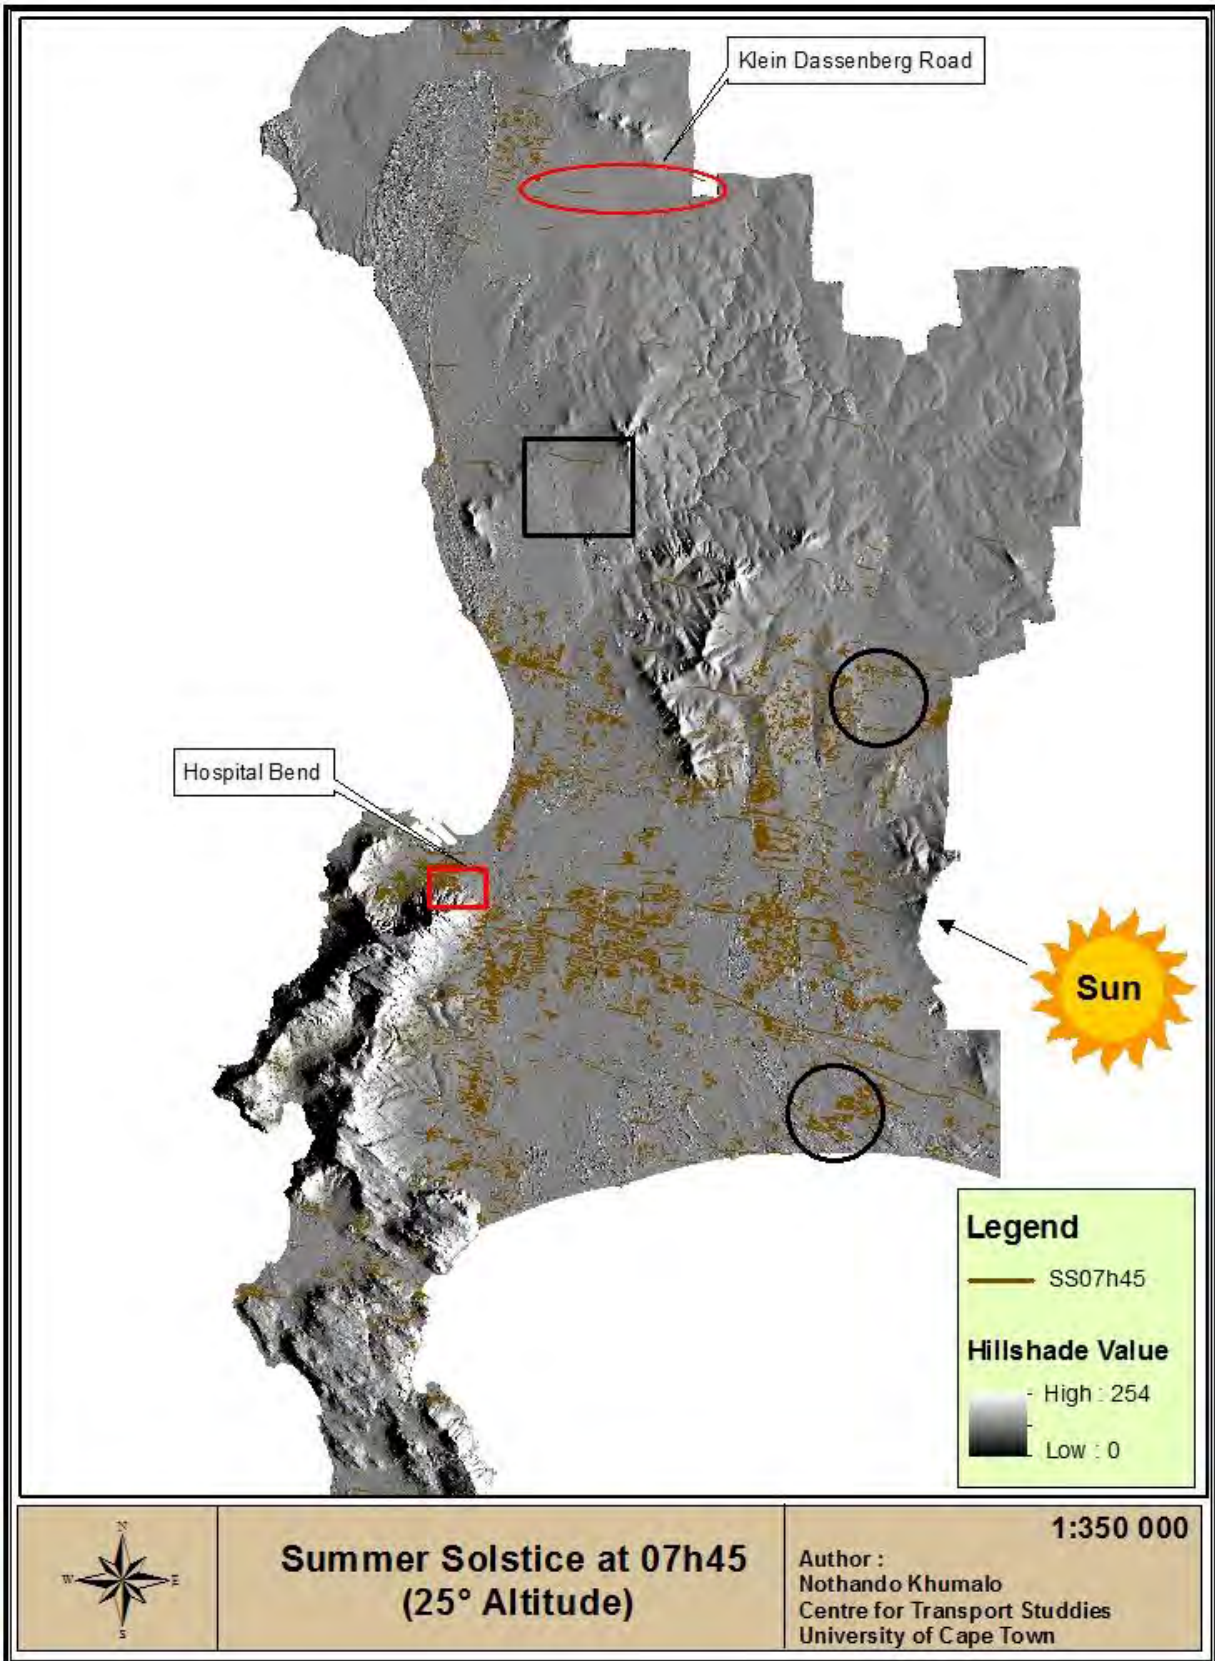 Klein Dassenberg Road
Hospital Bend
Sun
Legend
SS07h45
Hillshade Value
High : 254
Low : 0
N
W
E
S
Summer Solstice at 07h45
(25° Altitude)
1:350 000
Author :
Nothando Khumalo
Centre for Transport Studdies
University of Cape Town